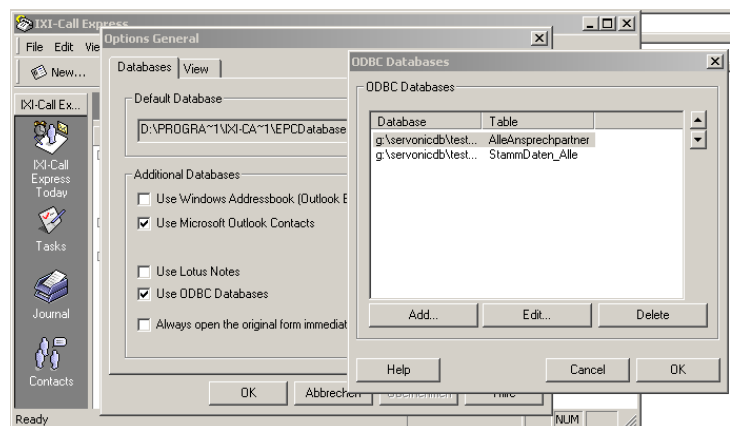 IXI-Call Express
File Edit Vie
New...
IXI-Call Ex...
IXI-Call
Express
Today
Tasks
Journal
Contacts
Ready
NUM
Options General
Databases View
Default Database
D:\PROGRA~1\IXI-CA~1\EPCDatabase
Additional Databases
Use Windows Addressbook (Outlook E
Use Microsoft Outlook Contacts
Use Lotus Notes
Use ODBC Databases
Always open the original form immediat
OK Abbrechen Übernehmen Hilfe
ODBC Databases
ODBC Databases
Database Table
g:\servonicdb\test... AlleAnsprechpartner
g:\servonicdb\test... StammDaten_Alle
Add... Edit... Delete
Help Cancel OK